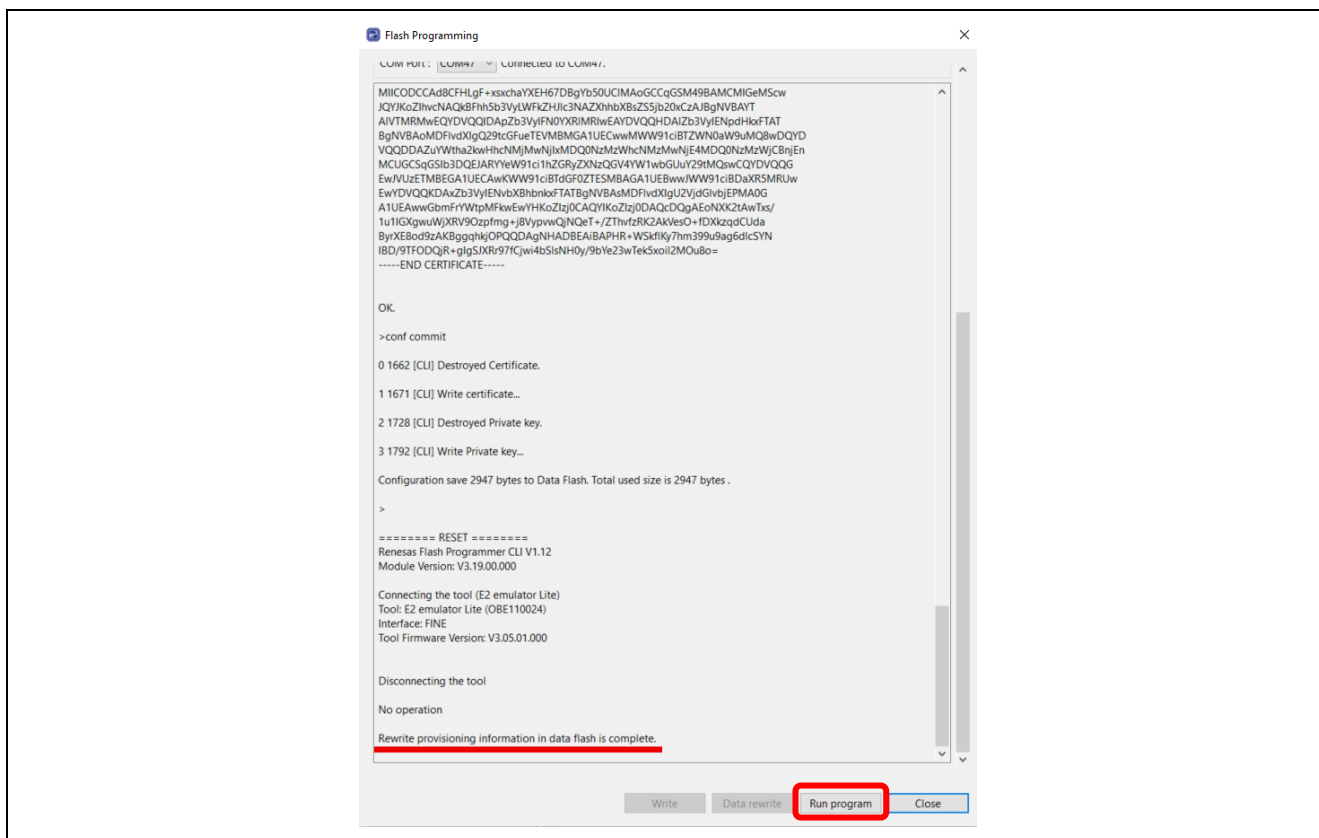 Flash Programming
COM Port : COM47 Connected to COM47.
MIICODCCAd8CFHLgF+xsxchaYXEH67DBgYb50UCIMAoGCCqGSM49BAMCMIGeMScw
JQYJKoZIhvcNAQkBFhh5b3VyLWFkZHJlc3NAZXhhbXBsZS5jb20xCzAJBgNVBAYT
AlVTMRMwEQYDVQQIDApZb3VyIFN0YXRlMRIwEAYDVQQHDAlZb3VyIENpdHkxFTAT
BgNVBAoMDFlvdXIgQ29tcGFueTEVMBMGA1UECwwMWW91ciBTZWN0aW9uMQ8wDQYD
VQQDDAZuYWtha2kwHhcNMjMwNjIxMDQ0NzMzWhcNMzMwNjE4MDQ0NzMzWjCBnjEn
MCUGCSqGSIb3DQEJARYYeW91ci1hZGRyZXNzQGV4YW1wbGUuY29tMQswCQYDVQQG
EwJVUzETMBEGA1UECAwKWW91ciBTdGF0ZTESMBAGA1UEBwwJWW91ciBDaXR5MRUw
EwYDVQQKDAxZb3VyIENvbXBhbnkxFTATBgNVBAsMDFlvdXIgU2VjdGlvbjEPMA0G
A1UEAwwGbmFrYWtpMFkwEwYHKoZIzj0CAQYIKoZIzj0DAQcDQgAEoNXK2tAwTxs/
1u1IGXgwuWjXRV9Ozpfmg+j8VypvwQjNQeT+/ZThvfzRK2AkVesO+fDXkzqdCUda
ByrXE8od9zAKBggqhkjOPQQDAgNHADBEAiBAPHR+WSkflKy7hm399u9ag6dlcSYN
IBD/9TFODQjR+gIgSJXRr97fCjwi4bSlsNH0y/9bYe23wTek5xoil2MOu8o=
-----END CERTIFICATE-----
OK.
>conf commit
0 1662 [CLI] Destroyed Certificate.
1 1671 [CLI] Write certificate...
2 1728 [CLI] Destroyed Private key.
3 1792 [CLI] Write Private key...
Configuration save 2947 bytes to Data Flash. Total used size is 2947 bytes .
>
======== RESET ========
Renesas Flash Programmer CLI V1.12
Module Version: V3.19.00.000
Connecting the tool (E2 emulator Lite)
Tool: E2 emulator Lite (OBE110024)
Interface: FINE
Tool Firmware Version: V3.05.01.000
Disconnecting the tool
No operation
Rewrite provisioning information in data flash is complete.
Write Data rewrite Run program Close